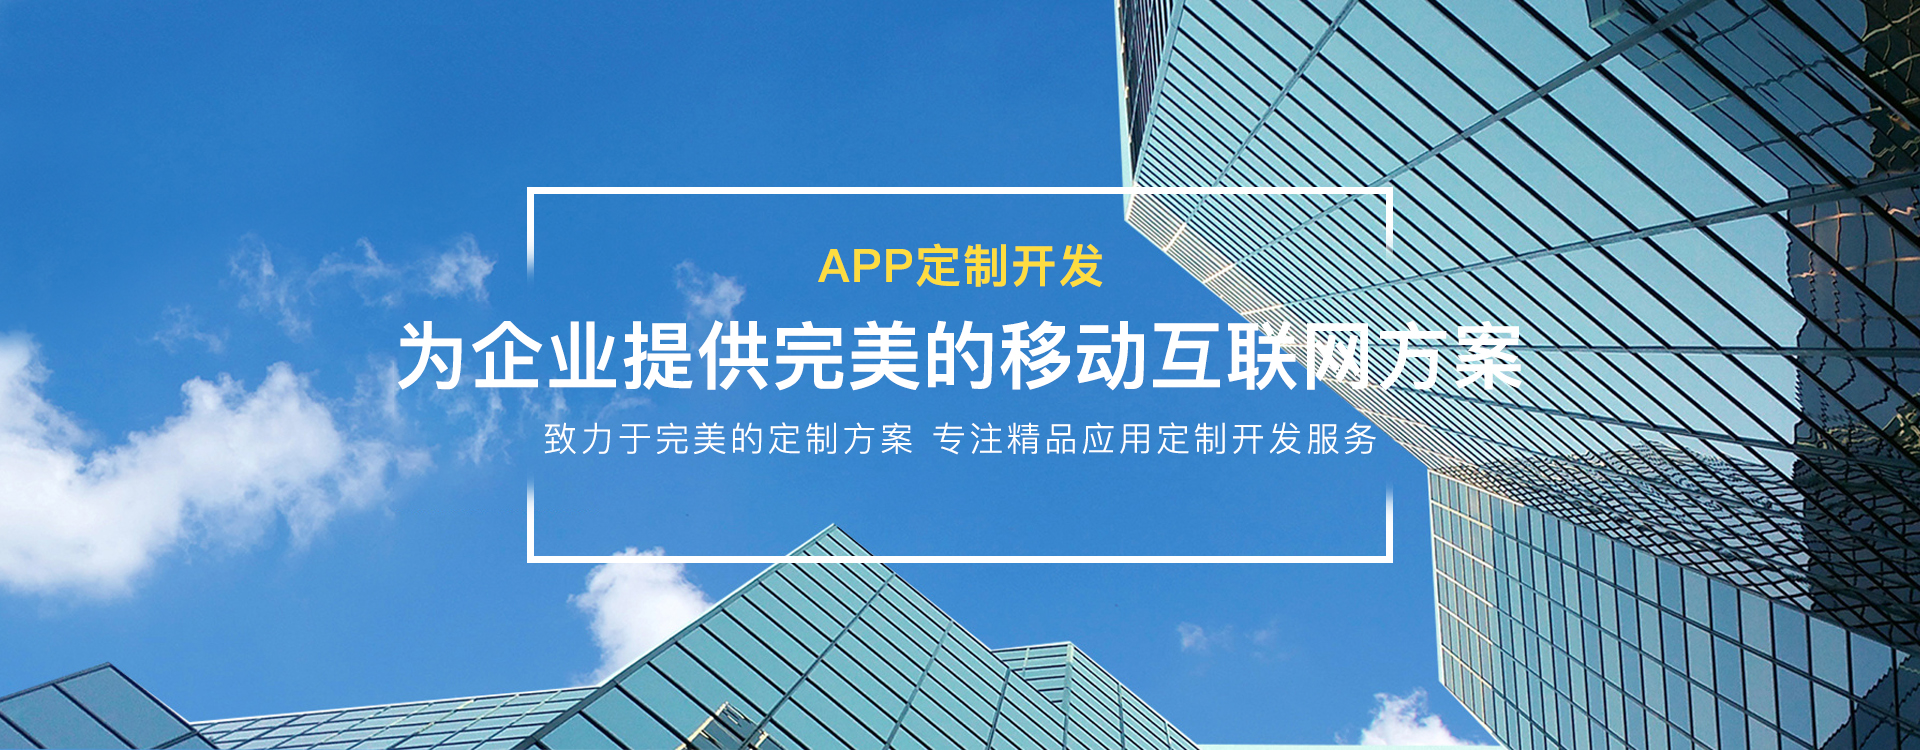 APP定制开发
为企业提供完美的移动互联网方案
致力于完美的定制方案 专注精品应用定制开发服务